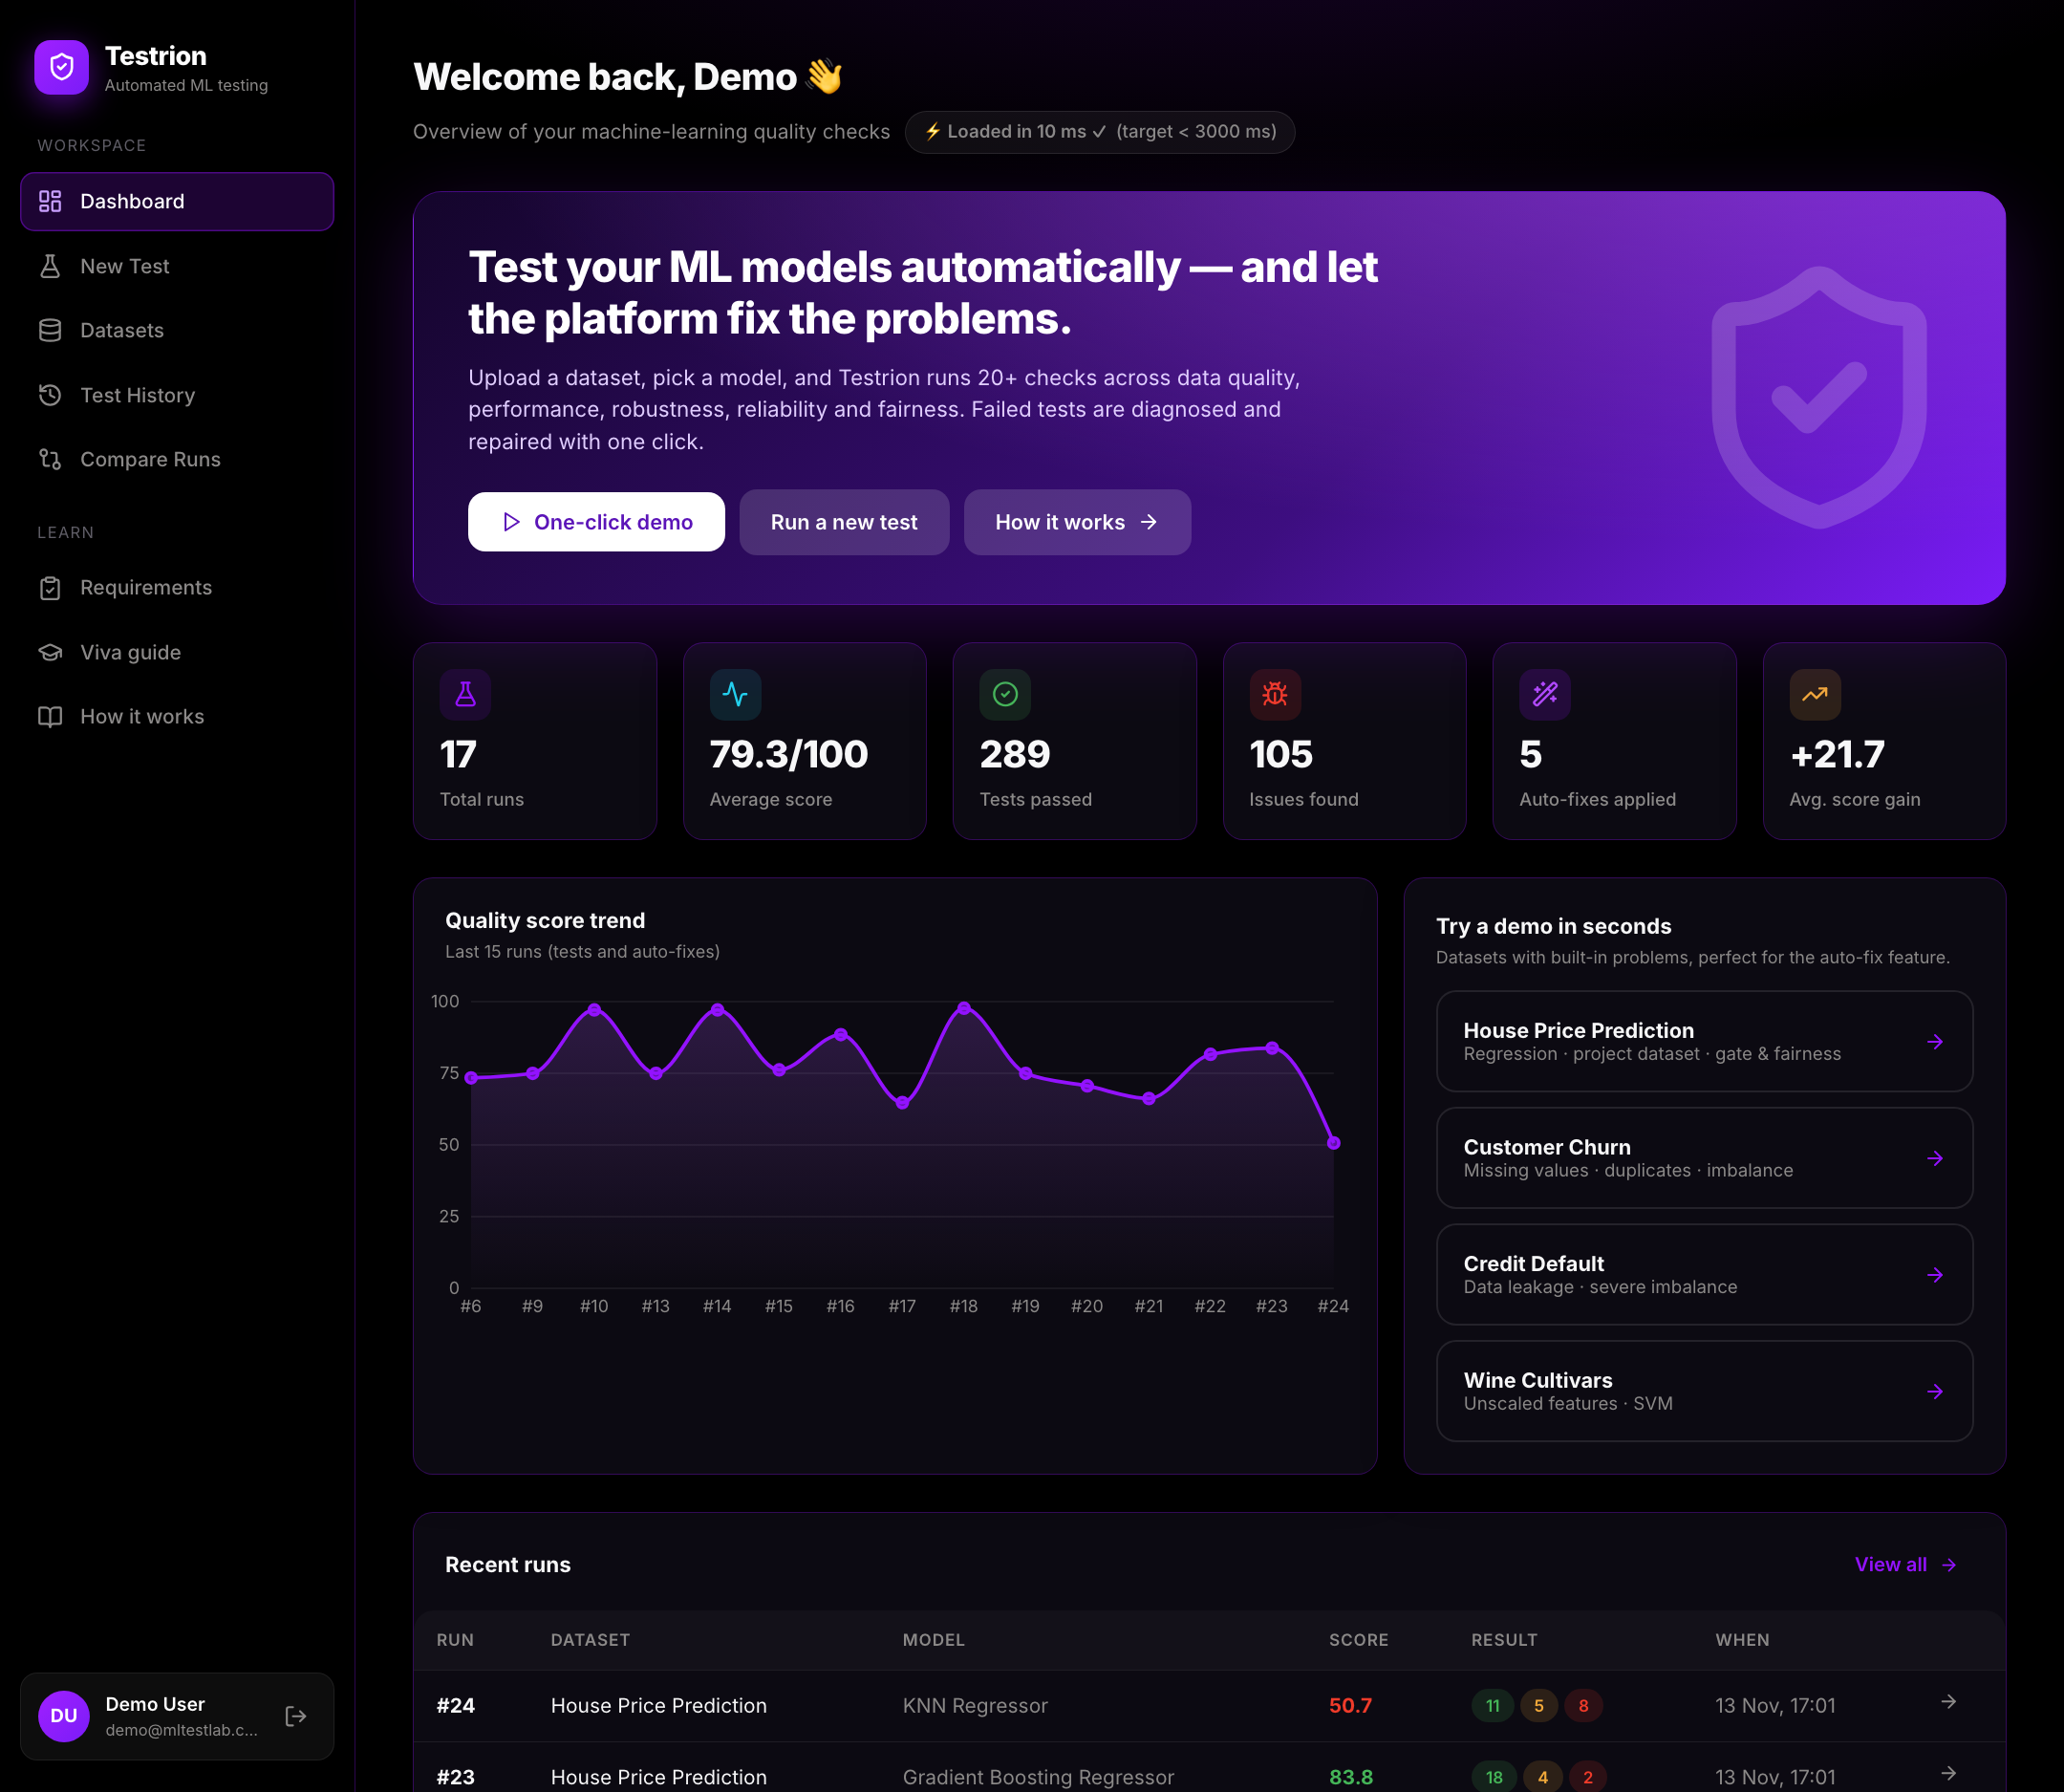 Testrion
Automated ML testing
WORKSPACE
Dashboard
New Test
Datasets
Test History
Compare Runs
LEARN
Requirements
Viva guide
How it works
DU
Demo User
demo@mltestlab.c...
Welcome back, Demo 👋
Overview of your machine-learning quality checks
⚡ Loaded in 10 ms ✓ (target < 3000 ms)
Test your ML models automatically — and let
the platform fix the problems.
Upload a dataset, pick a model, and Testrion runs 20+ checks across data quality,
performance, robustness, reliability and fairness. Failed tests are diagnosed and
repaired with one click.
One-click demo
Run a new test
How it works →
17
Total runs
79.3/100
Average score
289
Tests passed
105
Issues found
5
Auto-fixes applied
+21.7
Avg. score gain
Quality score trend
Last 15 runs (tests and auto-fixes)
100
75
50
25
0
#6 #9 #10 #13 #14 #15 #16 #17 #18 #19 #20 #21 #22 #23 #24
Try a demo in seconds
Datasets with built-in problems, perfect for the auto-fix feature.
House Price Prediction
Regression · project dataset · gate & fairness
Customer Churn
Missing values · duplicates · imbalance
Credit Default
Data leakage · severe imbalance
Wine Cultivars
Unscaled features · SVM
Recent runs
View all →
RUN DATASET MODEL SCORE RESULT WHEN
#24 House Price Prediction KNN Regressor 50.7 11 5 8 13 Nov, 17:01 →
#23 House Price Prediction Gradient Boosting Regressor 83.8 18 4 2 13 Nov, 17:01 →